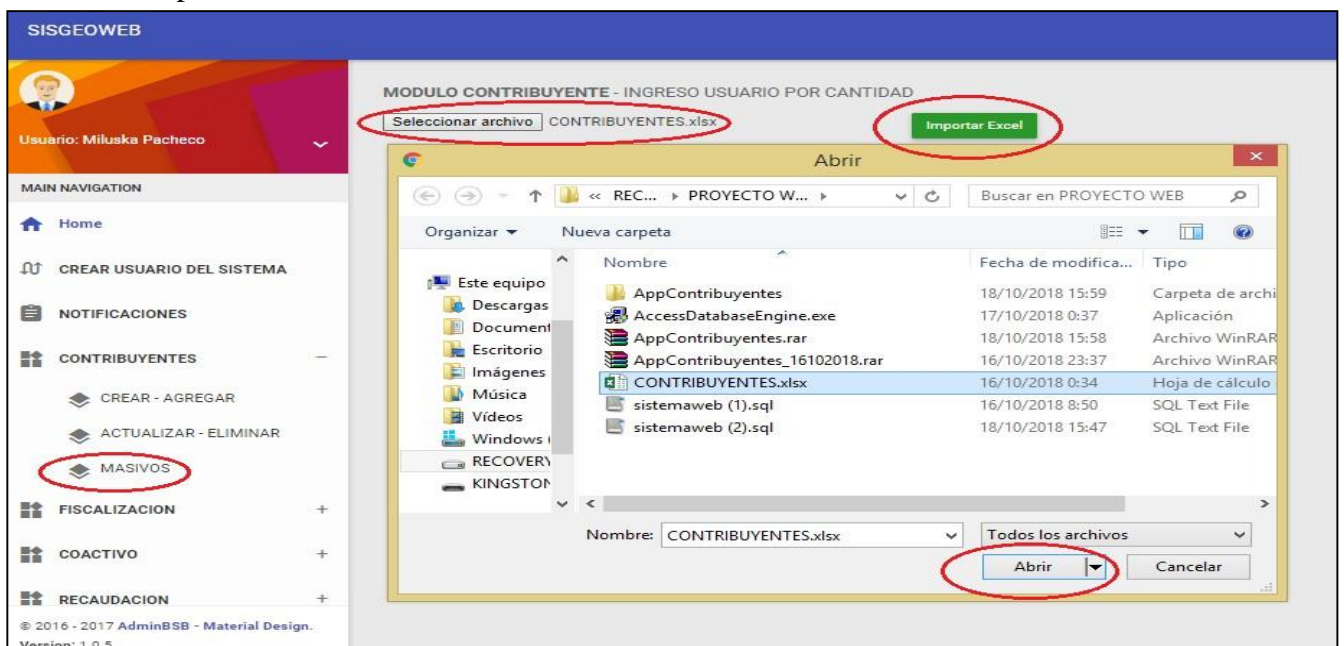 SISGEOWEB
Usuario: Miluska Pacheco
MAIN NAVIGATION
Home
CREAR USUARIO DEL SISTEMA
NOTIFICACIONES
CONTRIBUYENTES −
CREAR - AGREGAR
ACTUALIZAR - ELIMINAR
MASIVOS
FISCALIZACION +
COACTIVO +
RECAUDACION +
© 2016 - 2017 AdminBSB - Material Design.
Version: 1.0.5
MODULO CONTRIBUYENTE - INGRESO USUARIO POR CANTIDAD
Seleccionar archivo CONTRIBUYENTES.xlsx Importar Excel
Abrir
« REC... PROYECTO W... Buscar en PROYECTO WEB
Organizar Nueva carpeta
Este equipo
Descargas
Document
Escritorio
Imágenes
Música
Vídeos
Windows (
RECOVERY
KINGSTON
Nombre Fecha de modifica... Tipo
AppContribuyentes 18/10/2018 15:59 Carpeta de archi
AccessDatabaseEngine.exe 17/10/2018 0:37 Aplicación
AppContribuyentes.rar 18/10/2018 15:58 Archivo WinRAR
AppContribuyentes_16102018.rar 16/10/2018 23:37 Archivo WinRAR
CONTRIBUYENTES.xlsx 16/10/2018 0:34 Hoja de cálculo
sistemaweb (1).sql 16/10/2018 8:50 SQL Text File
sistemaweb (2).sql 18/10/2018 15:47 SQL Text File
Nombre: CONTRIBUYENTES.xlsx Todos los archivos
Abrir Cancelar